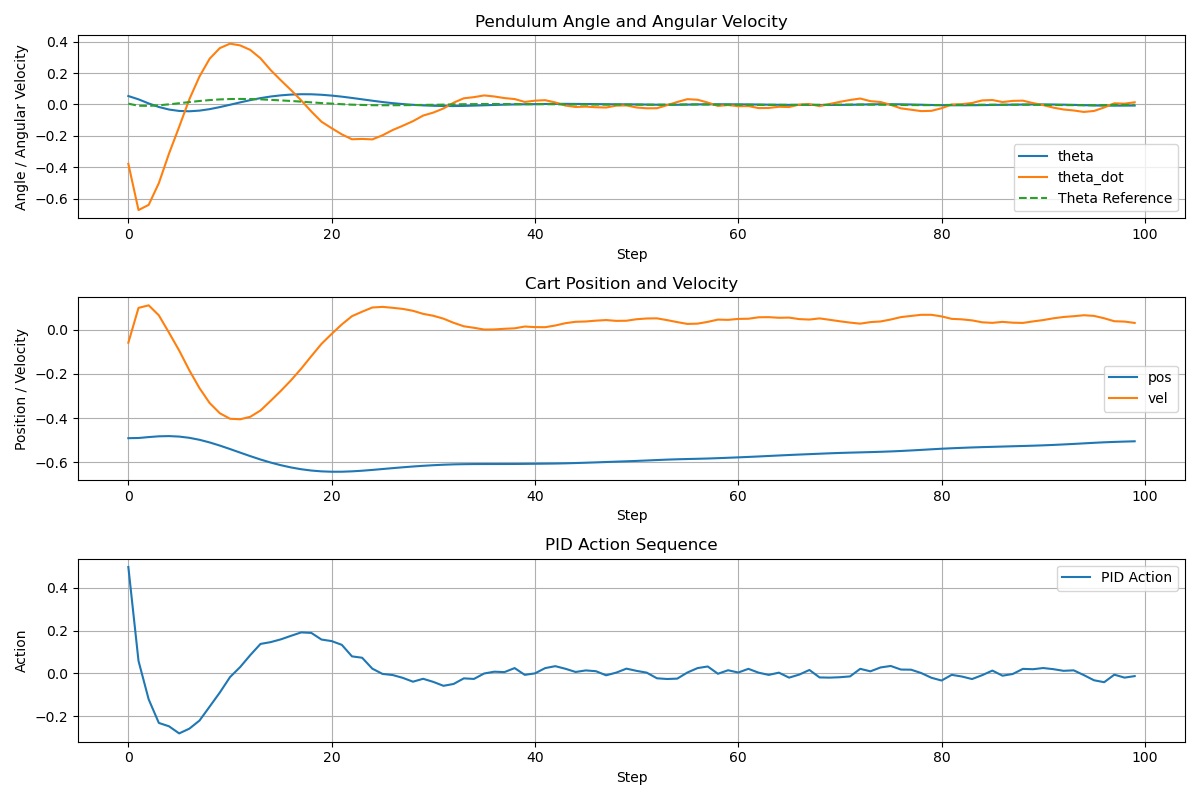 Pendulum Angle and Angular Velocity
Angle / Angular Velocity
0.4
0.2
0.0
−0.2
−0.4
−0.6
theta
theta_dot
Theta Reference
0 20 40 60 80 100
Step
Cart Position and Velocity
Position / Velocity
0.0
−0.2
−0.4
−0.6
pos
vel
0 20 40 60 80 100
Step
PID Action Sequence
Action
0.4
0.2
0.0
−0.2
PID Action
0 20 40 60 80 100
Step